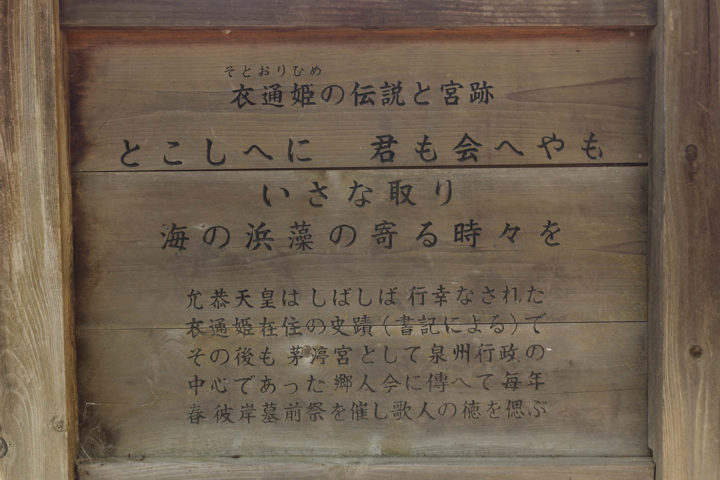 そとおりひめ
衣通姫の伝説と宮跡
とこしへに　君も会へやも
いさな取り
海の浜藻の寄る時々を
允恭天皇はしばしば行幸なされた
衣通姫在住の史蹟(書記による)で
その後も茅渟宮として泉州行政の
中心であった郷人今に傳へて毎年
春彼岸墓前祭を催し歌人の徳を偲ぶ